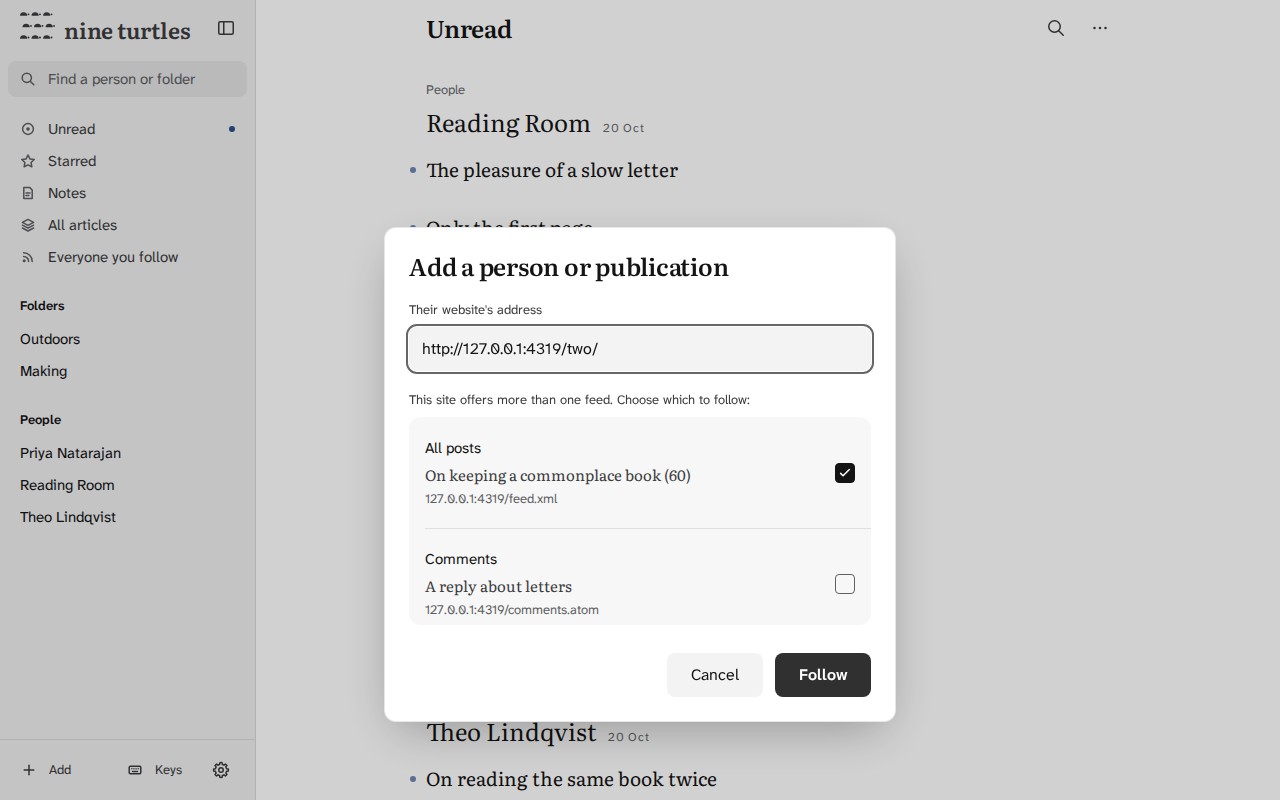 nine turtles
Find a person or folder
Unread
Starred
Notes
All articles
Everyone you follow
Folders
Outdoors
Making
People
Priya Natarajan
Reading Room
Theo Lindqvist
Add
Keys
Unread
People
Reading Room 20 Oct
The pleasure of a slow letter
Only the first page
Add a person or publication
Their website's address
http://127.0.0.1:4319/two/
This site offers more than one feed. Choose which to follow:
All posts
On keeping a commonplace book (60)
127.0.0.1:4319/feed.xml
Comments
A reply about letters
127.0.0.1:4319/comments.atom
Cancel
Follow
Theo Lindqvist 20 Oct
On reading the same book twice